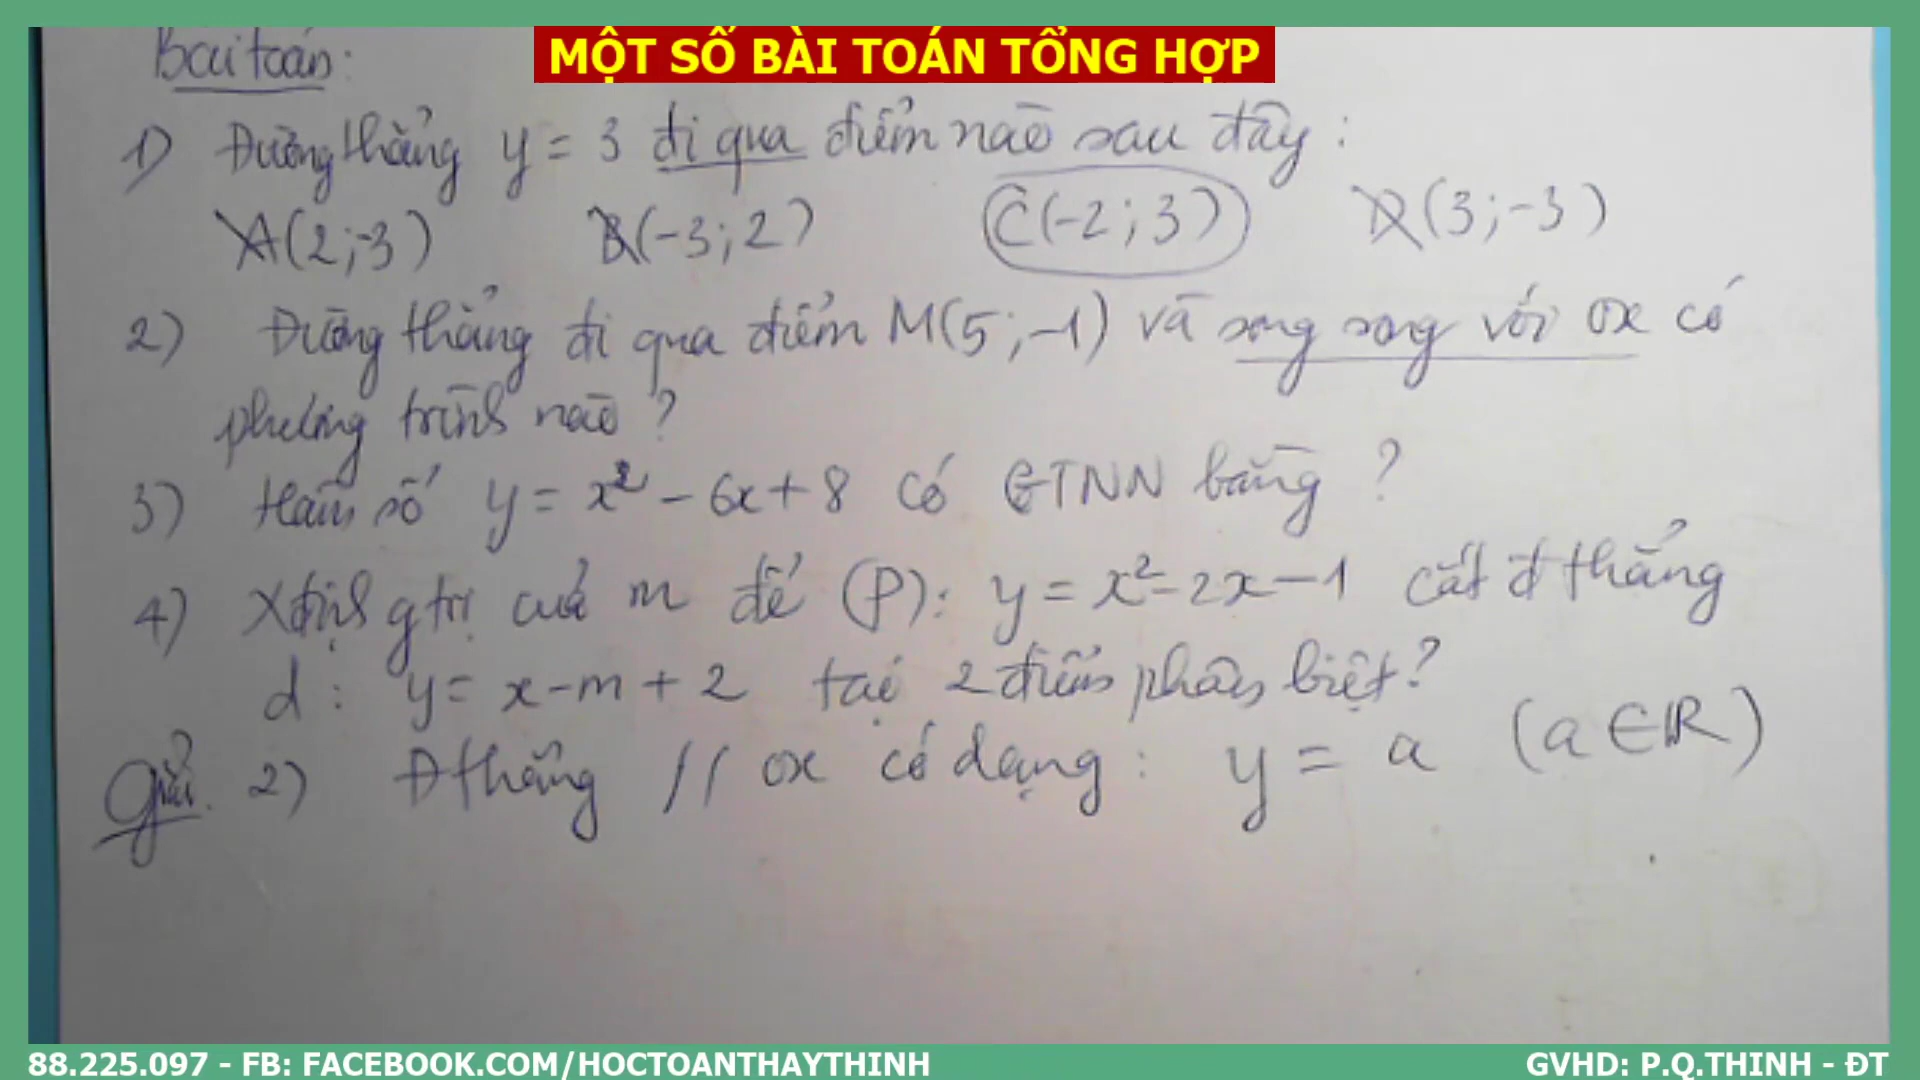 MỘT SỐ BÀI TOÁN TỔNG HỢP
Bài toán:
1) Đường thẳng y = 3 đi qua điểm nào sau đây :
A(2;-3) B(-3;2) C(-2;3) D(3;-3)
2) Đường thẳng đi qua điểm M(5;-1) và song song với ox có
phương trình nào ?
3) Hàm số y = x² - 6x + 8 có GTNN bằng ?
4) Xđịnh gtrị của m để (P): y = x² - 2x - 1 cắt đ thẳng
d : y = x - m + 2 tại 2 điểm phân biệt?
Giải. 2) Đthẳng // ox có dạng : y = a (a ∈ ℝ)
88.225.097 - FB: FACEBOOK.COM/HOCTOANTHAYTHINH GVHD: P.Q.THINH - ĐT